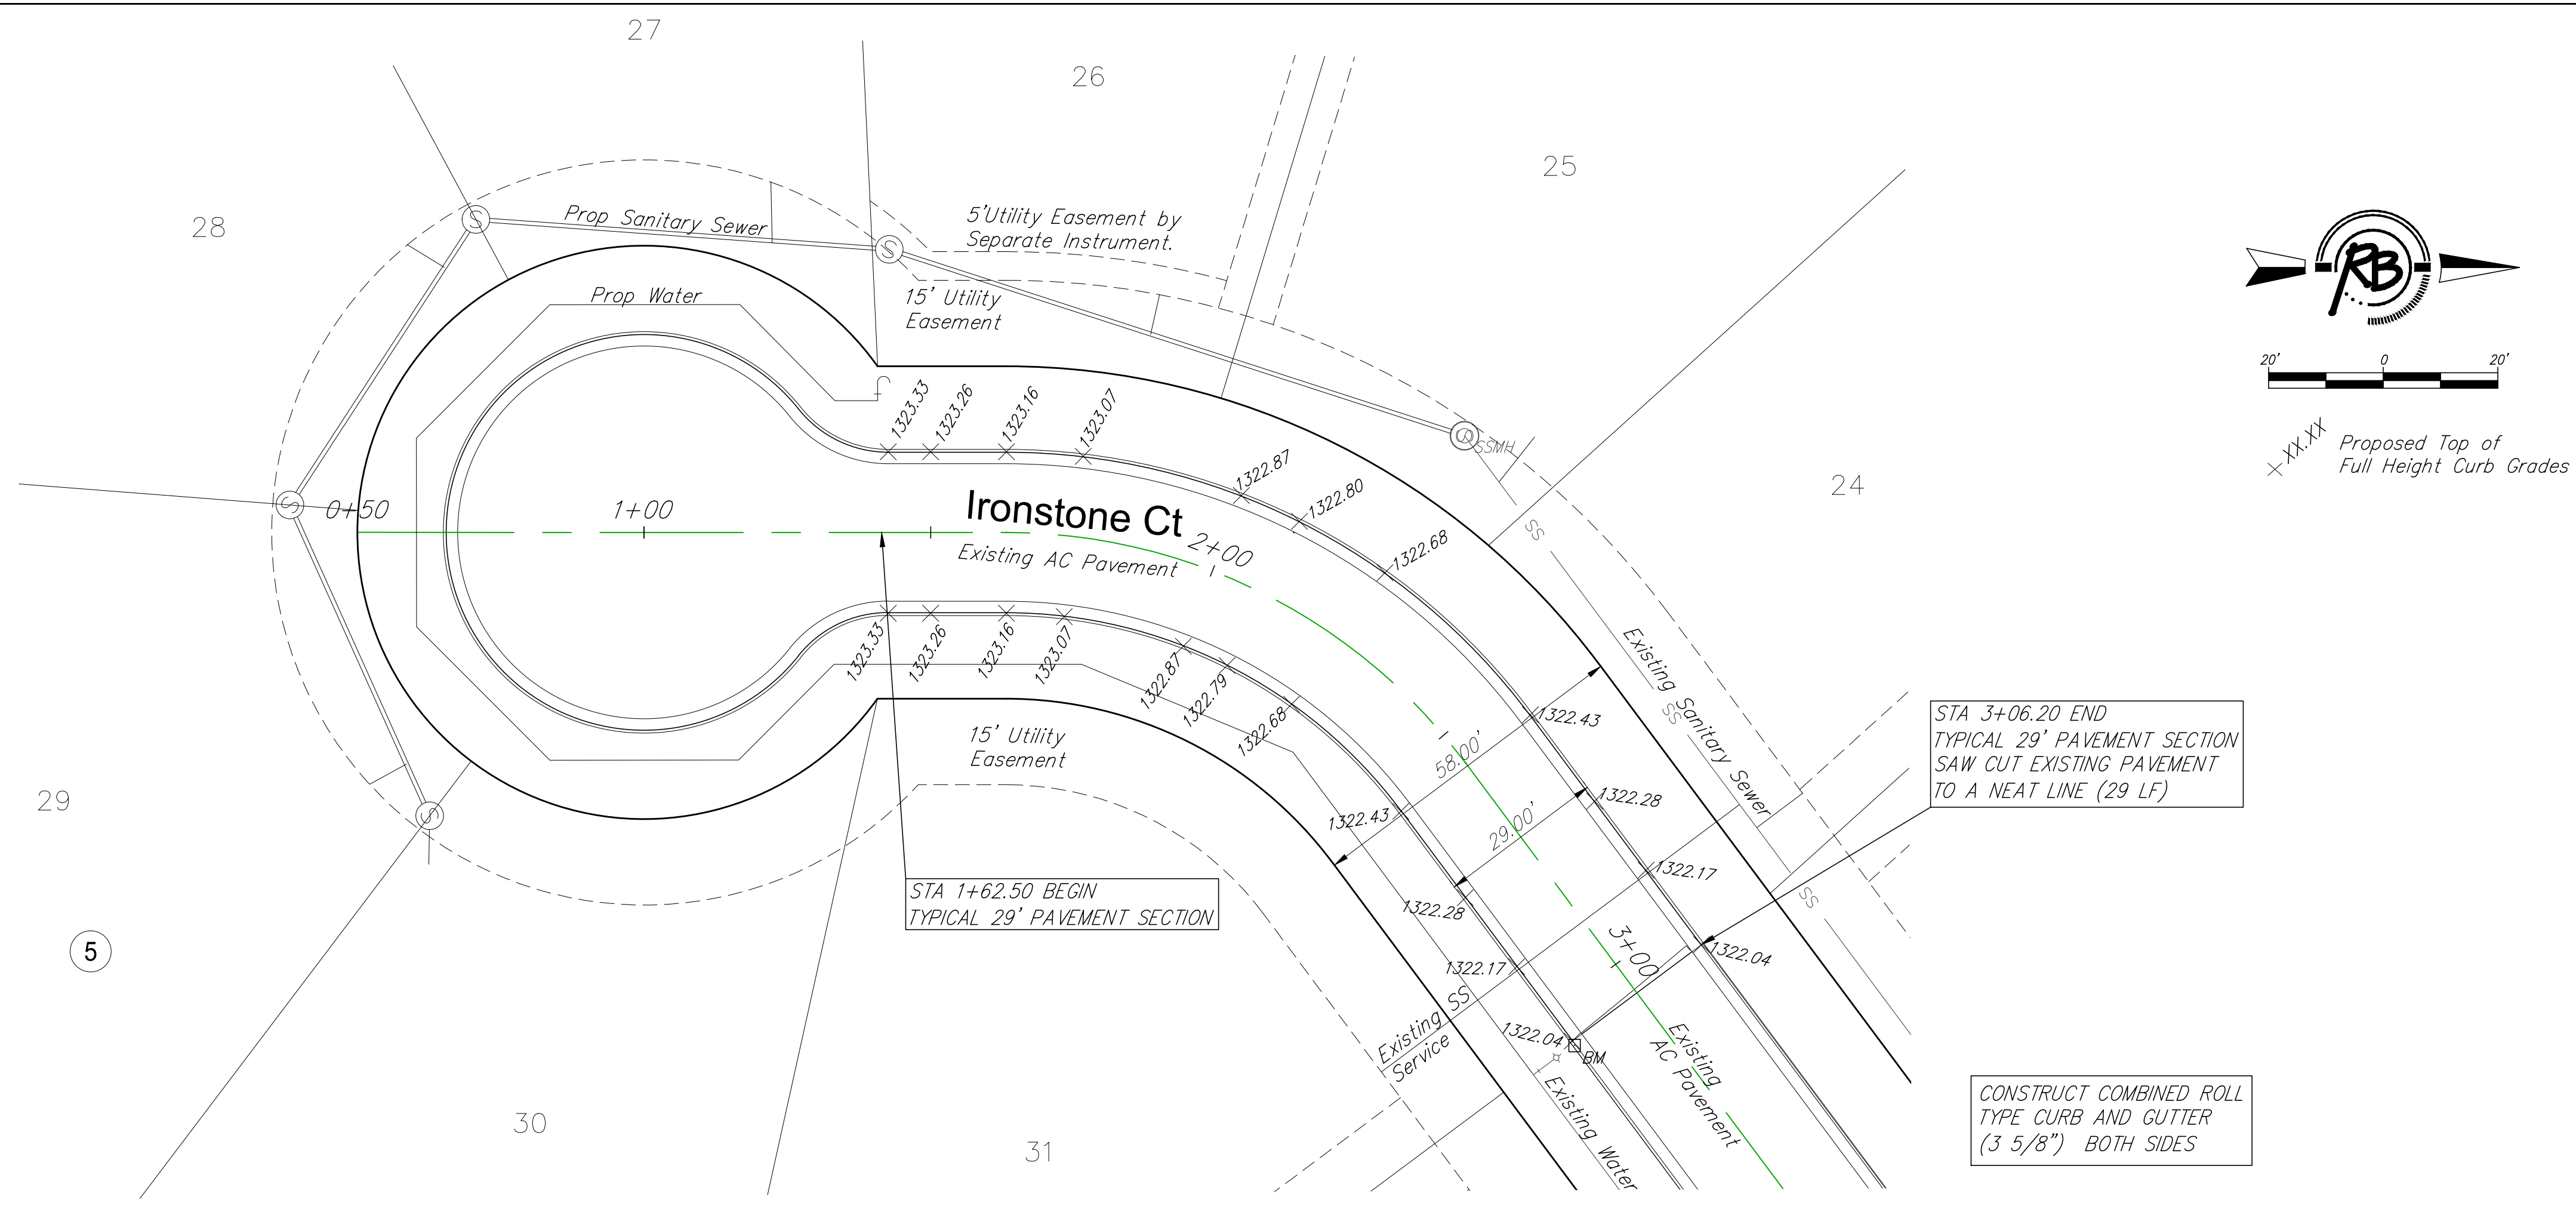 27
26
25
28
24
29
30
31
5
Prop Sanitary Sewer
5'Utility Easement by
Separate Instrument.
15' Utility
Easement
Prop Water
0+50
1+00
2+00
3+00
Ironstone Ct
Existing AC Pavement
1323.33
1323.26
1323.16
1323.07
1322.87
1322.80
1322.68
1322.43
1322.28
1322.17
1322.04
1323.33
1323.26
1323.16
1323.07
1322.87
1322.79
1322.68
1322.43
1322.28
1322.17
1322.04
S
S
S
S
SSMH
SS
SS
SS
Existing Sanitary Sewer
58.00'
29.00'
15' Utility
Easement
STA 1+62.50 BEGIN
TYPICAL 29' PAVEMENT SECTION
STA 3+06.20 END
TYPICAL 29' PAVEMENT SECTION
SAW CUT EXISTING PAVEMENT
TO A NEAT LINE (29 LF)
Existing SS
Service
BM
Existing Water
Existing
AC Pavement
CONSTRUCT COMBINED ROLL
TYPE CURB AND GUTTER
(3 5/8") BOTH SIDES
RB
20' 0 20'
XX.XX
Proposed Top of
Full Height Curb Grades